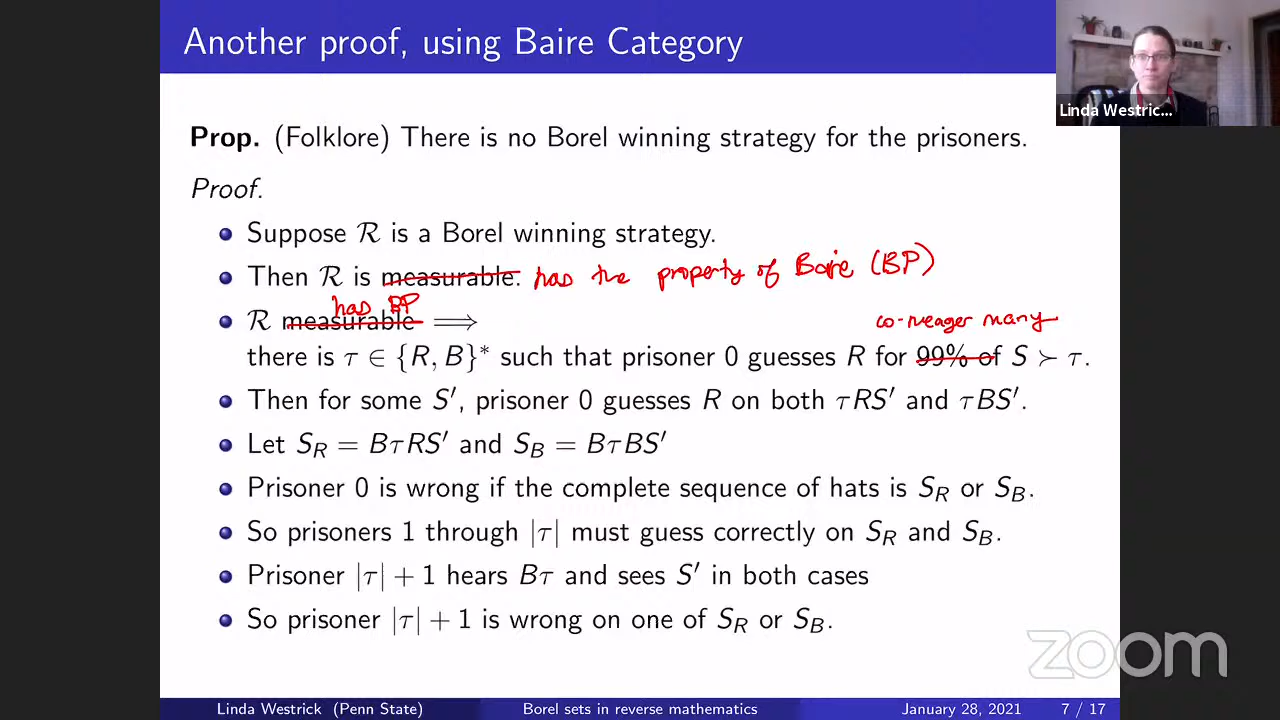 Another proof, using Baire Category
Linda Westric...
Prop. (Folklore) There is no Borel winning strategy for the prisoners.
Proof.
Suppose ℛ is a Borel winning strategy.
Then ℛ is measurable. has the property of Baire (BP)
has BP
co-meager many
ℛ measurable ⟹
there is τ ∈ {R, B}* such that prisoner 0 guesses R for 99% of S ≻ τ.
Then for some S′, prisoner 0 guesses R on both τRS′ and τBS′.
Let S_R = BτRS′ and S_B = BτBS′
Prisoner 0 is wrong if the complete sequence of hats is S_R or S_B.
So prisoners 1 through |τ| must guess correctly on S_R and S_B.
Prisoner |τ| + 1 hears Bτ and sees S′ in both cases
So prisoner |τ| + 1 is wrong on one of S_R or S_B.
zoom
Linda Westrick (Penn State) Borel sets in reverse mathematics January 28, 2021 7 / 17